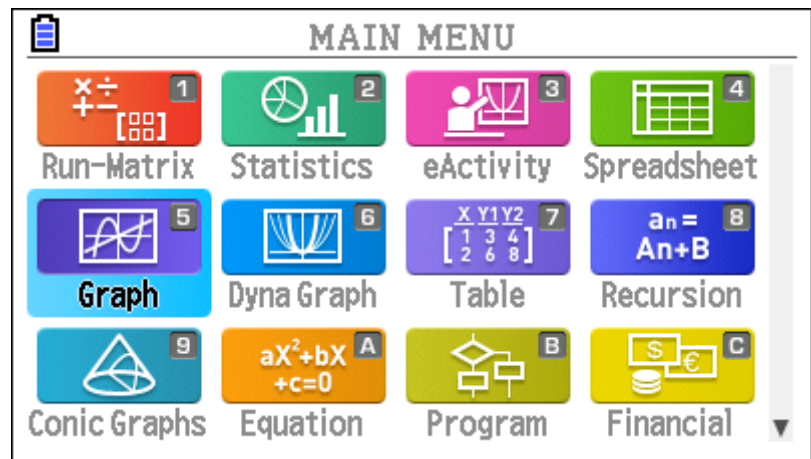 MAIN MENU
×÷ 1 2 3 4
+− [88]
Run-Matrix Statistics eActivity Spreadsheet
5 6 X Y1 Y2 7 an= 8
1 3 4 An+B
2 6 8
Graph Dyna Graph Table Recursion
9 aX²+bX A B $ C
+c=0 €
Conic Graphs Equation Program Financial